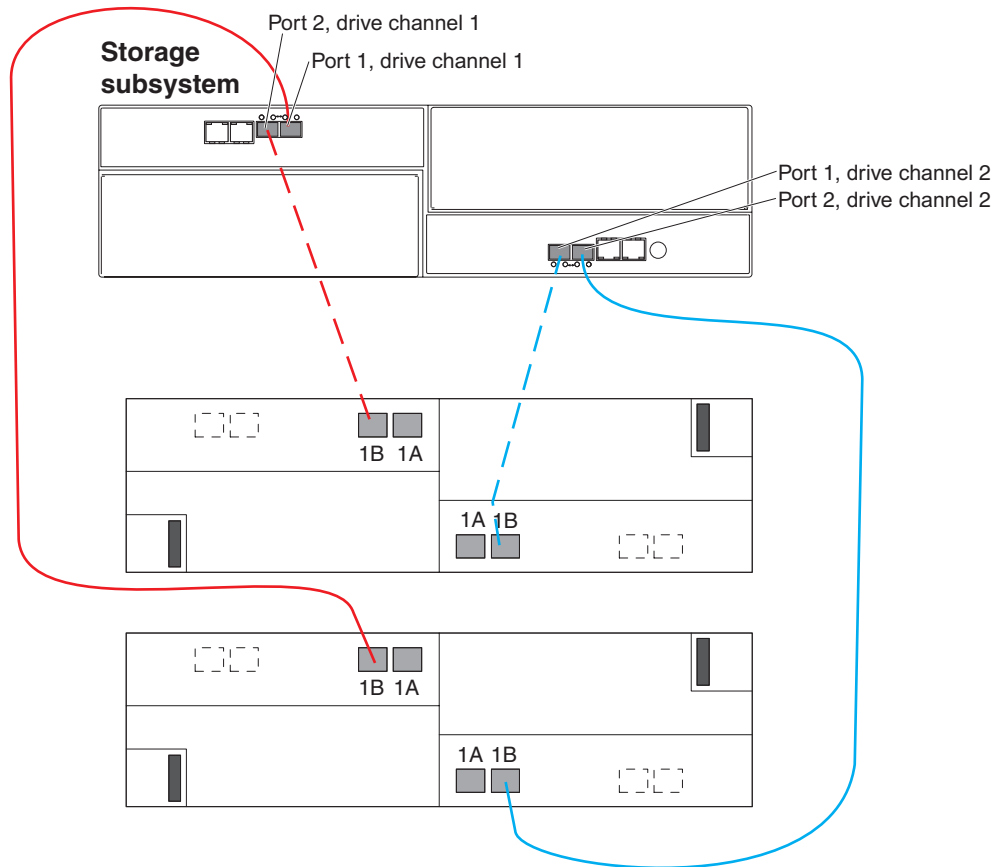 Port 2, drive channel 1
Storage
subsystem
Port 1, drive channel 1
Port 1, drive channel 2
Port 2, drive channel 2
1B 1A
1A 1B
1B 1A
1A 1B